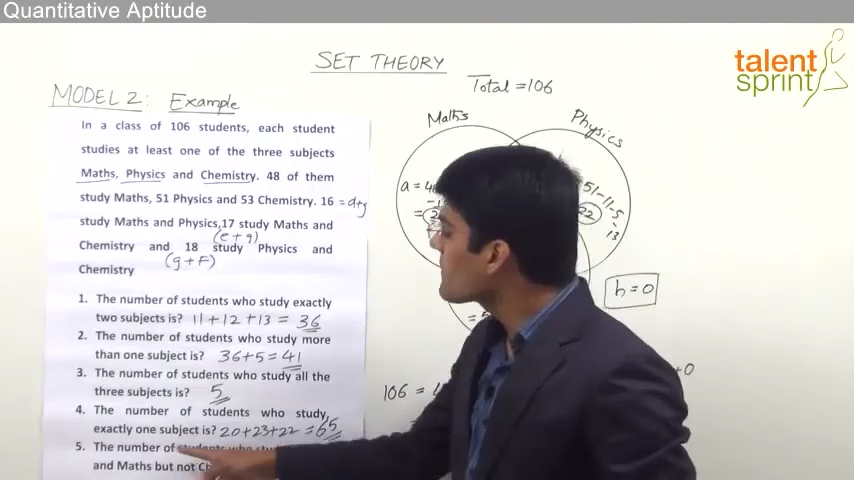 Quantitative Aptitude
SET THEORY
talent
sprint
Total = 106
MODEL 2: Example
Maths
Physics
In a class of 106 students, each student
studies at least one of the three subjects
Maths, Physics and Chemistry. 48 of them
study Maths, 51 Physics and 53 Chemistry. 16 = d+g
study Maths and Physics,17 study Maths and
(e+g)
Chemistry and 18 study Physics and
(g+F)
Chemistry
a = 4
51-11-5
-13
22
h=0
1. The number of students who study exactly
two subjects is? 11+12+13 = 36
2. The number of students who study more
than one subject is? 36+5=41
3. The number of students who study all the
three subjects is? 5
4. The number of students who study
exactly one subject is? 20+23+22 = 65
5. The number of students who
and Maths but not Ch
106 =
+0